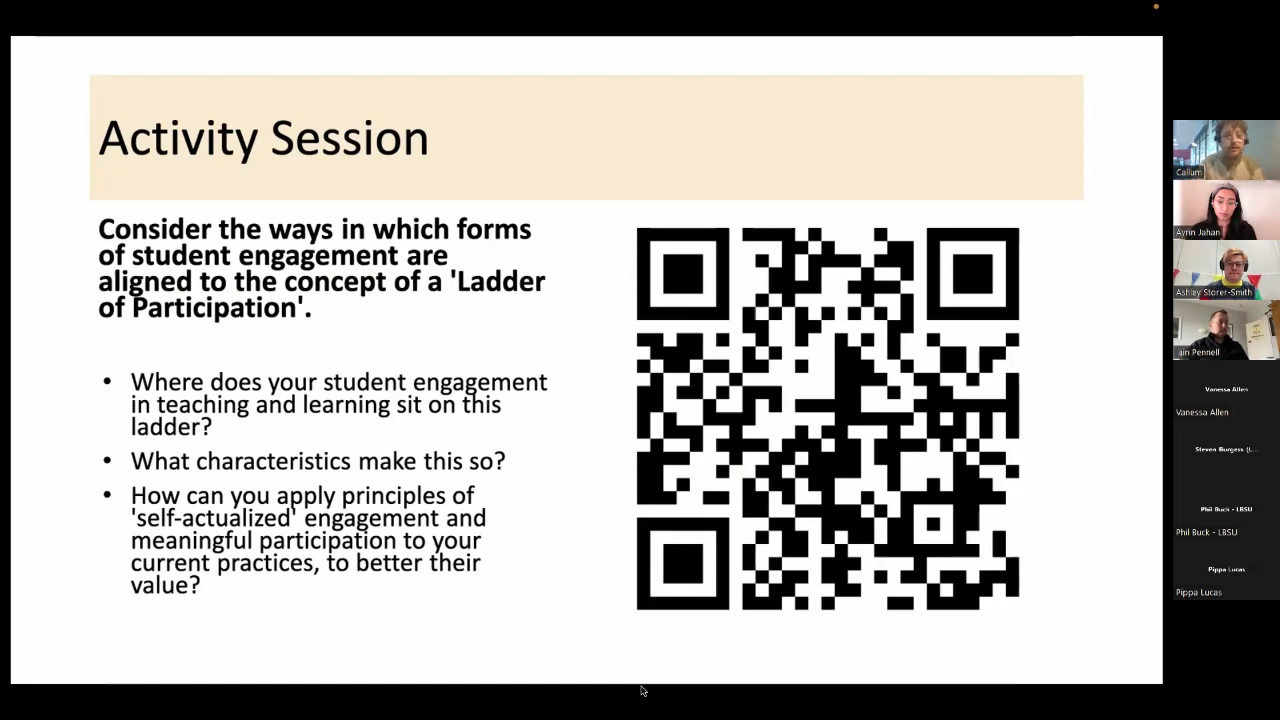 Activity Session
Consider the ways in which forms
of student engagement are
aligned to the concept of a 'Ladder
of Participation'.
• Where does your student engagement
in teaching and learning sit on this
ladder?
• What characteristics make this so?
• How can you apply principles of
'self-actualized' engagement and
meaningful participation to your
current practices, to better their
value?
Callum
Ayrin Jahan
Ashley Storer-Smith
Iain Pennell
Vanessa Allen
Vanessa Allen
Steven Burgess (L...
Phil Buck - LBSU
Phil Buck - LBSU
Pippa Lucas
Pippa Lucas